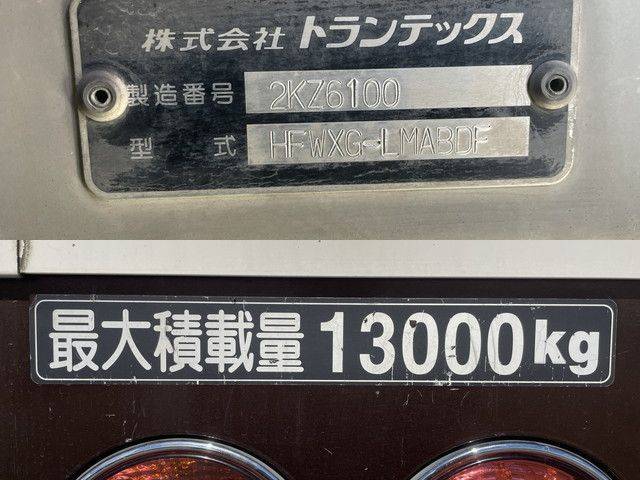 株式会社 トランテックス
製造番号 2KZ6100
型式 HFWXG-LMABDF
最大積載量 13000kg